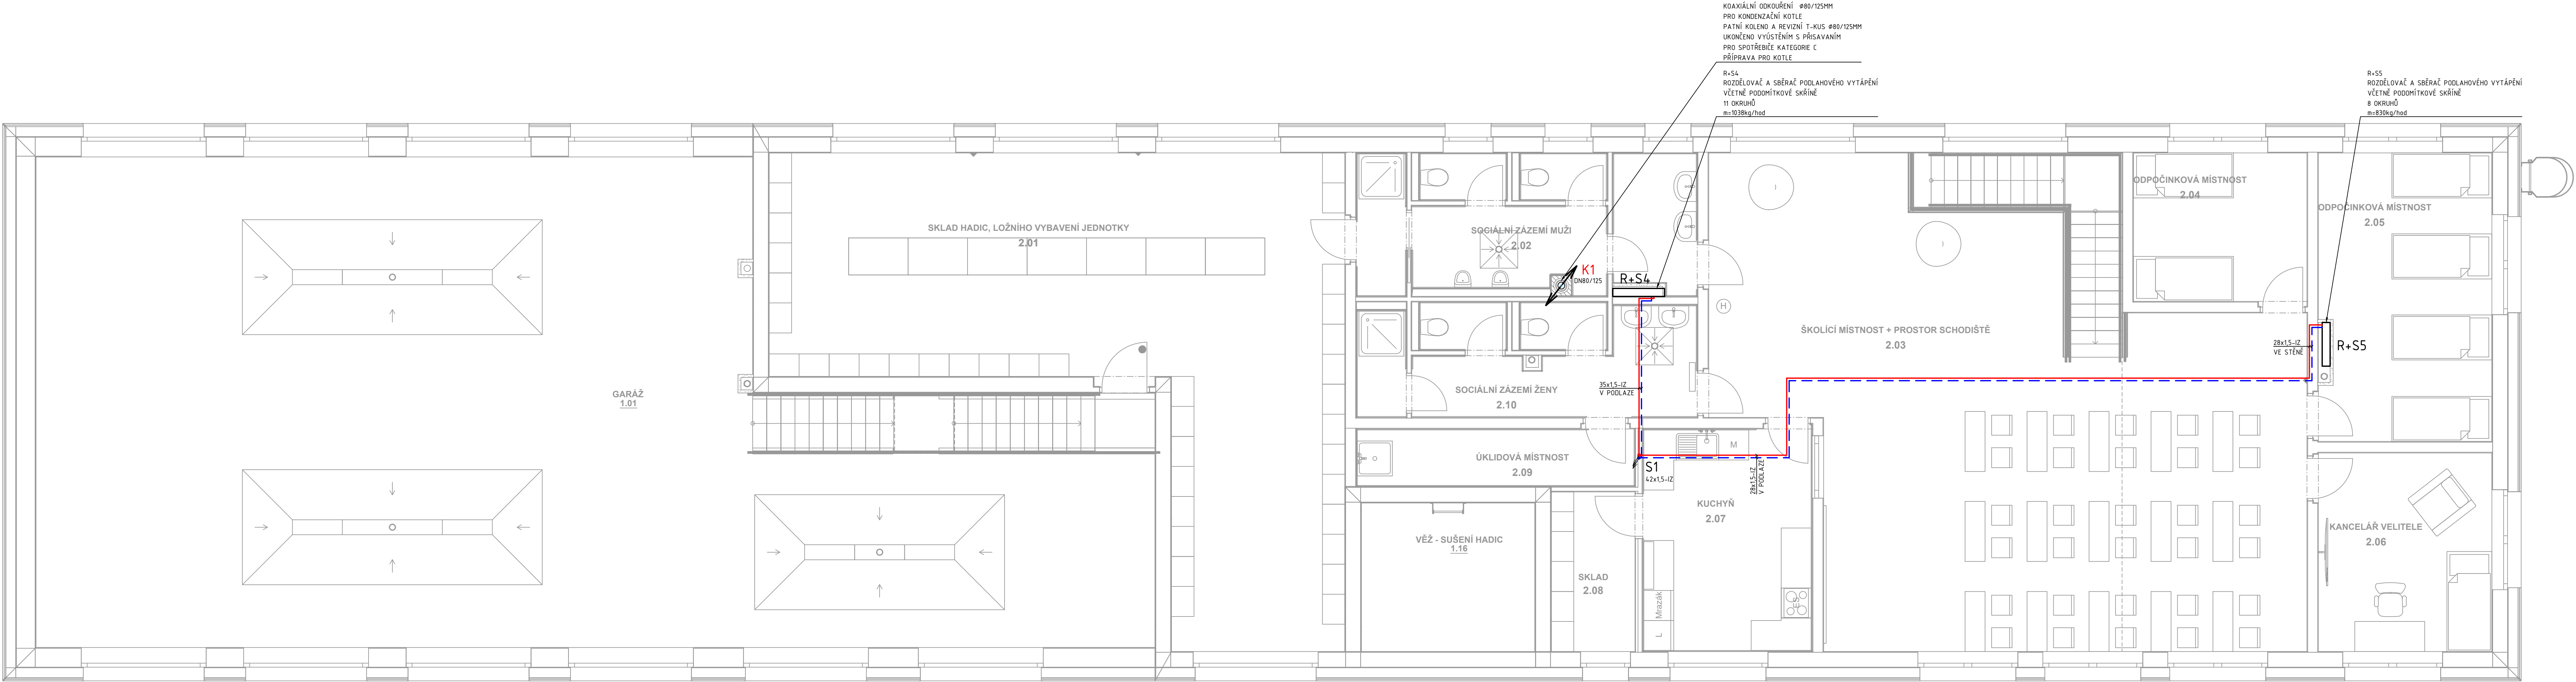 KOAXIÁLNÍ ODKOUŘENÍ Ø80/125MM
PRO KONDENZAČNÍ KOTLE
PATNÍ KOLENO A REVIZNÍ T-KUS Ø80/125MM
UKONČENO VYÚSTĚNÍM S PŘISAVANÍM
PRO SPOTŘEBIČE KATEGORIE C
PŘÍPRAVA PRO KOTLE
R+S4
ROZDĚLOVAČ A SBĚRAČ PODLAHOVÉHO VYTÁPĚNÍ
VČETNĚ PODOMÍTKOVÉ SKŘÍNĚ
11 OKRUHŮ
m=1038kg/hod
R+S5
ROZDĚLOVAČ A SBĚRAČ PODLAHOVÉHO VYTÁPĚNÍ
VČETNĚ PODOMÍTKOVÉ SKŘÍNĚ
8 OKRUHŮ
m=830kg/hod
ODPOČINKOVÁ MÍSTNOST
2.04
ODPOČINKOVÁ MÍSTNOST
2.05
SKLAD HADIC, LOŽNÍHO VYBAVENÍ JEDNOTKY
2.01
SOCIÁLNÍ ZÁZEMÍ MUŽI
2.02
K1
DN80/125
R+S4
H
ŠKOLÍCÍ MÍSTNOST + PROSTOR SCHODIŠTĚ
2.03
28x1,5-IZ
VE STĚNĚ
R+S5
GARÁŽ
1.01
SOCIÁLNÍ ZÁZEMÍ ŽENY
2.10
35x1,5-IZ
V PODLAZE
M
ÚKLIDOVÁ MÍSTNOST
2.09
S1
42x1,5-IZ
28x1,5-IZ
V PODLAZE
KUCHYŇ
2.07
KANCELÁŘ VELITELE
2.06
VĚŽ - SUŠENÍ HADIC
1.16
SKLAD
2.08
Mrazák
L
ES